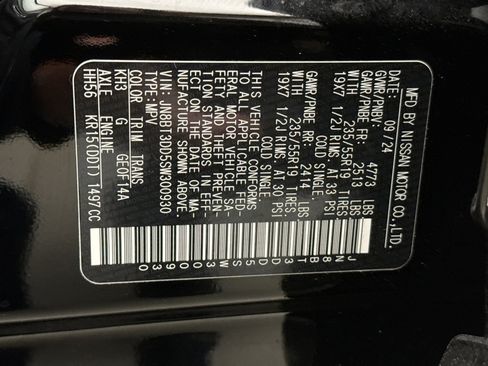 MFD BY NISSAN MOTOR CO.,LTD.
DATE: 09 / 24
GVWR/PNBV: 4773 LBS
GAWR/PNBE FR: 2513 LBS
235/55R19 TIRES
19X7 1/2J RIMS, AT 33 PSI
COLD SINGLE.
GAWR/PNBE RR: 2414 LBS
235/55R19 TIRES
19X7 1/2J RIMS, AT 30 PSI
COLD SINGLE.
THIS VEHICLE CONFORMS
TO ALL APPLICABLE FED-
ERAL MOTOR VEHICLE SA-
FETY AND THEFT PREVEN-
TION STANDARDS IN EFF-
ECT ON THE DATE OF MA-
NUFACTURE SHOWN ABOVE.
VIN: JN8BT3DD5SW000930
TYPE: MPV
COLOR TRIM TRANS
KH3 G GEOF14A
AXLE ENGINE
HH56 KR15(DDT) 1497CC
JN8BT3DD5SW000930